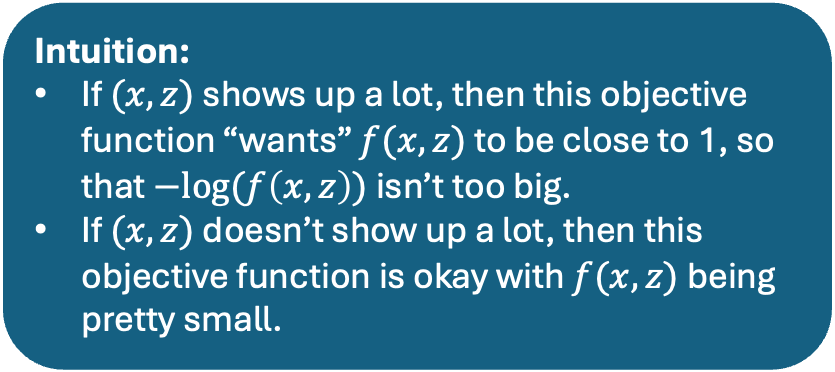 Intuition:
• If (x, z) shows up a lot, then this objective
function “wants” f(x, z) to be close to 1, so
that −log(f(x, z)) isn’t too big.
• If (x, z) doesn’t show up a lot, then this
objective function is okay with f(x, z) being
pretty small.